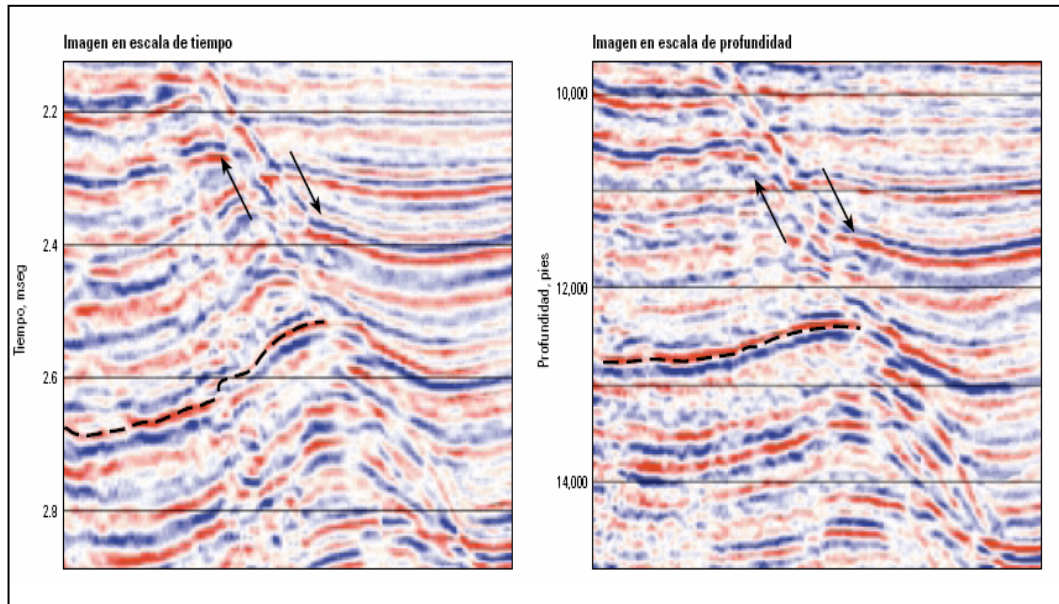 Imagen en escala de tiempo
2.2
2.4
2.6
2.8
Tiempo, mseg
Imagen en escala de profundidad
10,000
12,000
14,000
Profundidad, pies